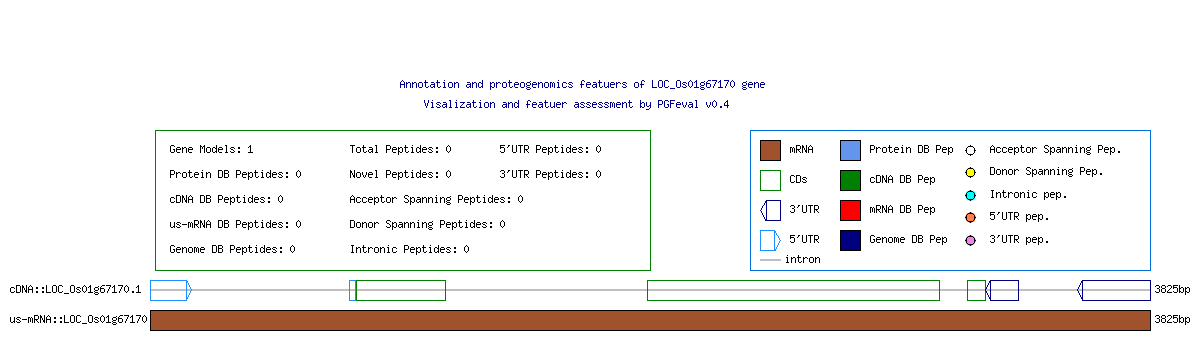 Annotation and proteogenomics featuers of LOC_Os01g67170 gene
Visalization and featuer assessment by PGFeval v0.4
Gene Models: 1 Total Peptides: 0 5'UTR Peptides: 0
Protein DB Peptides: 0 Novel Peptides: 0 3'UTR Peptides: 0
cDNA DB Peptides: 0 Acceptor Spanning Peptides: 0
us-mRNA DB Peptides: 0 Donor Spanning Peptides: 0
Genome DB Peptides: 0 Intronic Peptides: 0
mRNA Protein DB Pep Acceptor Spanning Pep.
CDs cDNA DB Pep Donor Spanning Pep.
3'UTR mRNA DB Pep Intronic pep.
5'UTR Genome DB Pep 5'UTR pep.
intron 3'UTR pep.
cDNA::LOC_Os01g67170.1 3825bp
us-mRNA::LOC_Os01g67170 3825bp